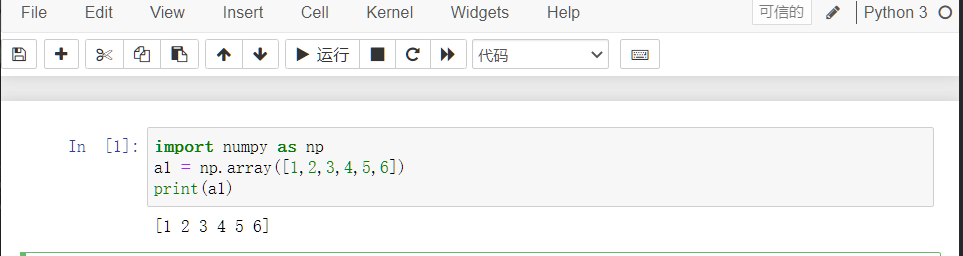 File Edit View Insert Cell Kernel Widgets Help 可信的 Python 3
运行 代码
In [1]: import numpy as np
a1 = np.array([1,2,3,4,5,6])
print(a1)
[1 2 3 4 5 6]